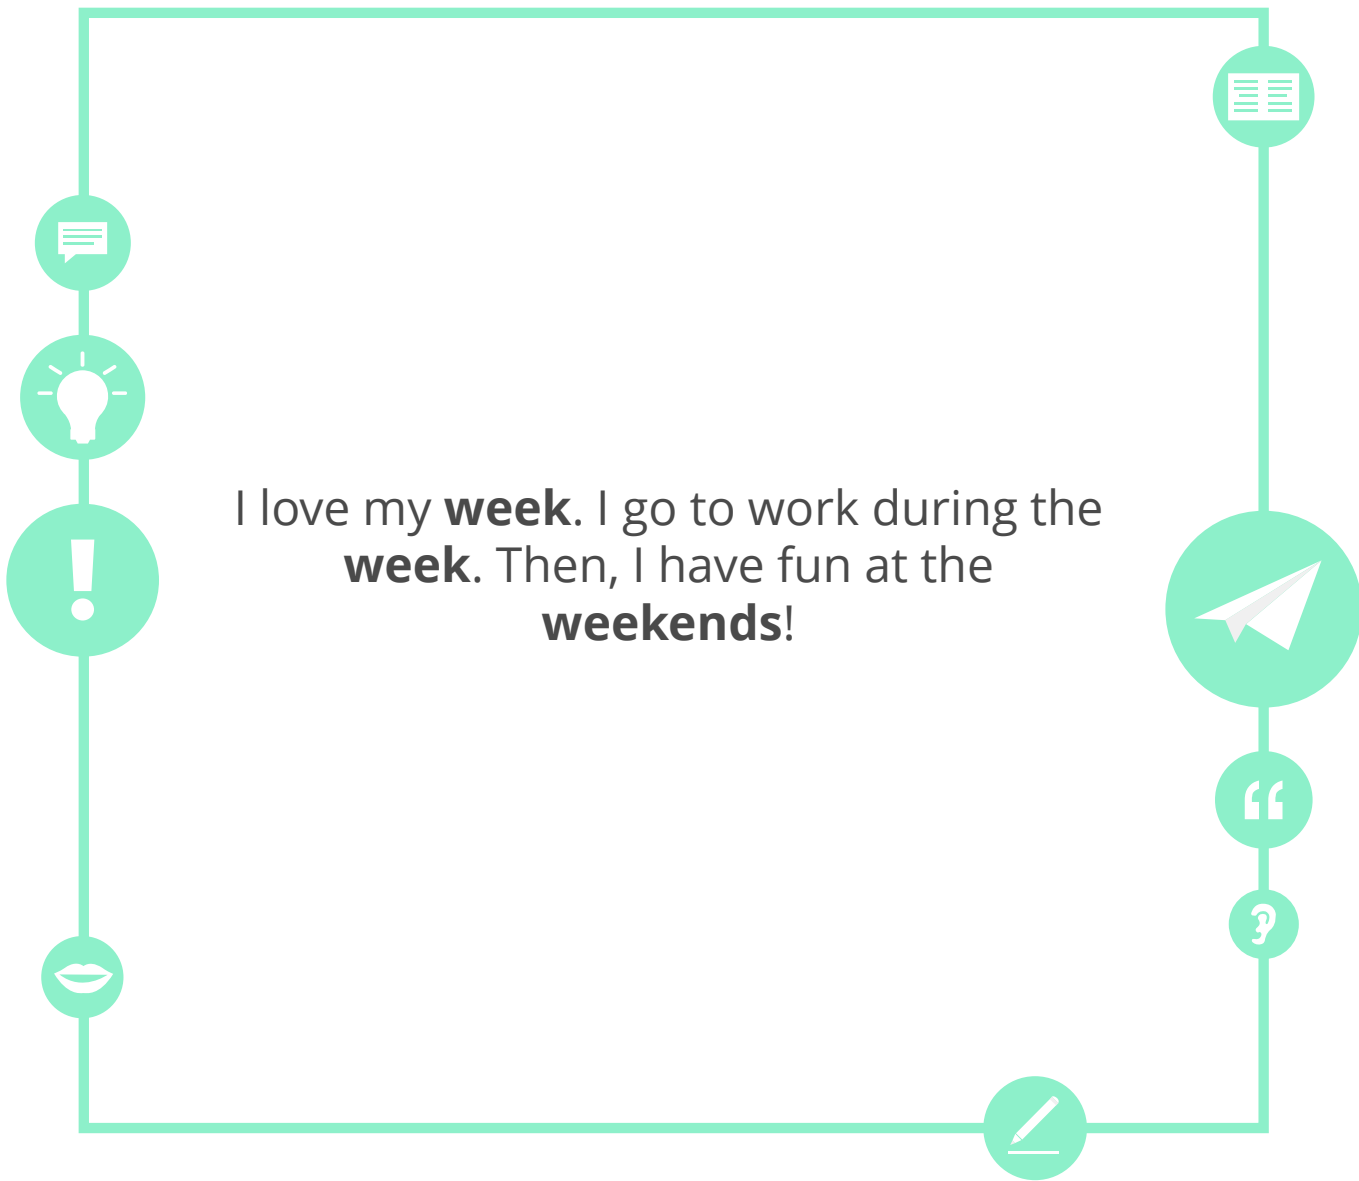 I love my week. I go to work during the
week. Then, I have fun at the
weekends!